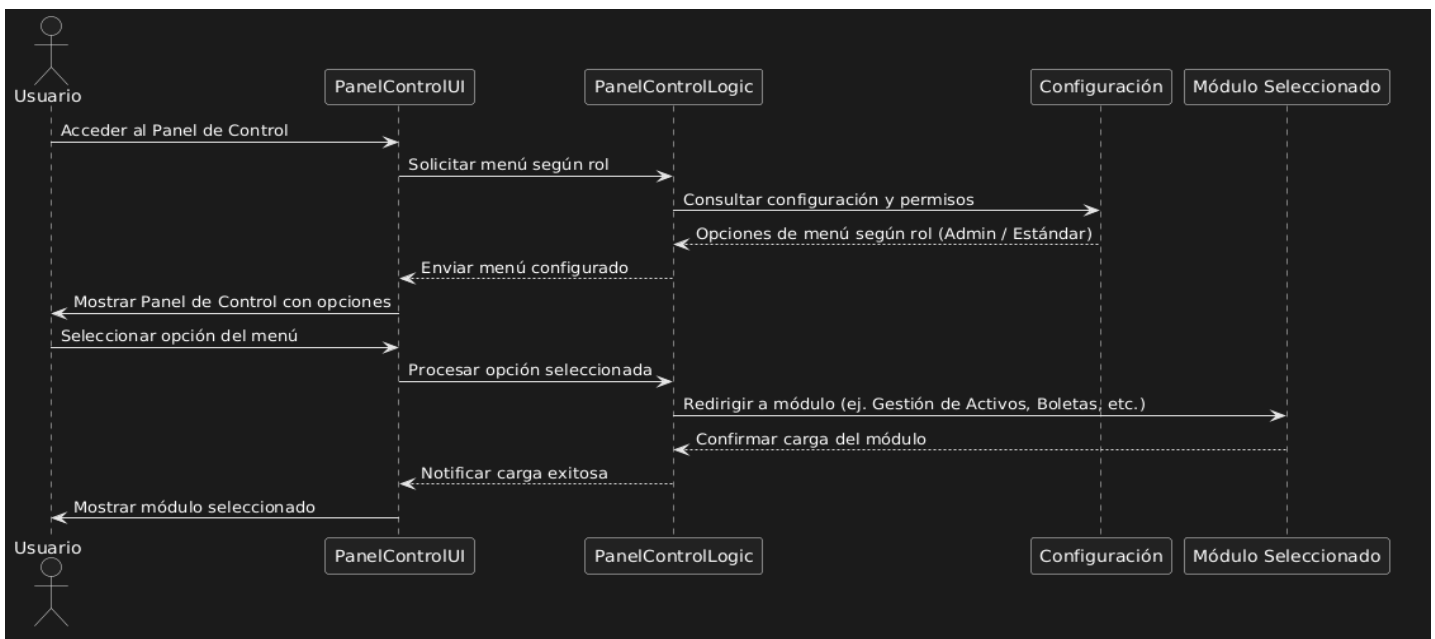 Usuario
PanelControlUI
PanelControlLogic
Configuración
Módulo Seleccionado
Acceder al Panel de Control
Solicitar menú según rol
Consultar configuración y permisos
Opciones de menú según rol (Admin / Estándar)
Enviar menú configurado
Mostrar Panel de Control con opciones
Seleccionar opción del menú
Procesar opción seleccionada
Redirigir a módulo (ej. Gestión de Activos, Boletas, etc.)
Confirmar carga del módulo
Notificar carga exitosa
Mostrar módulo seleccionado
Usuario
PanelControlUI
PanelControlLogic
Configuración
Módulo Seleccionado